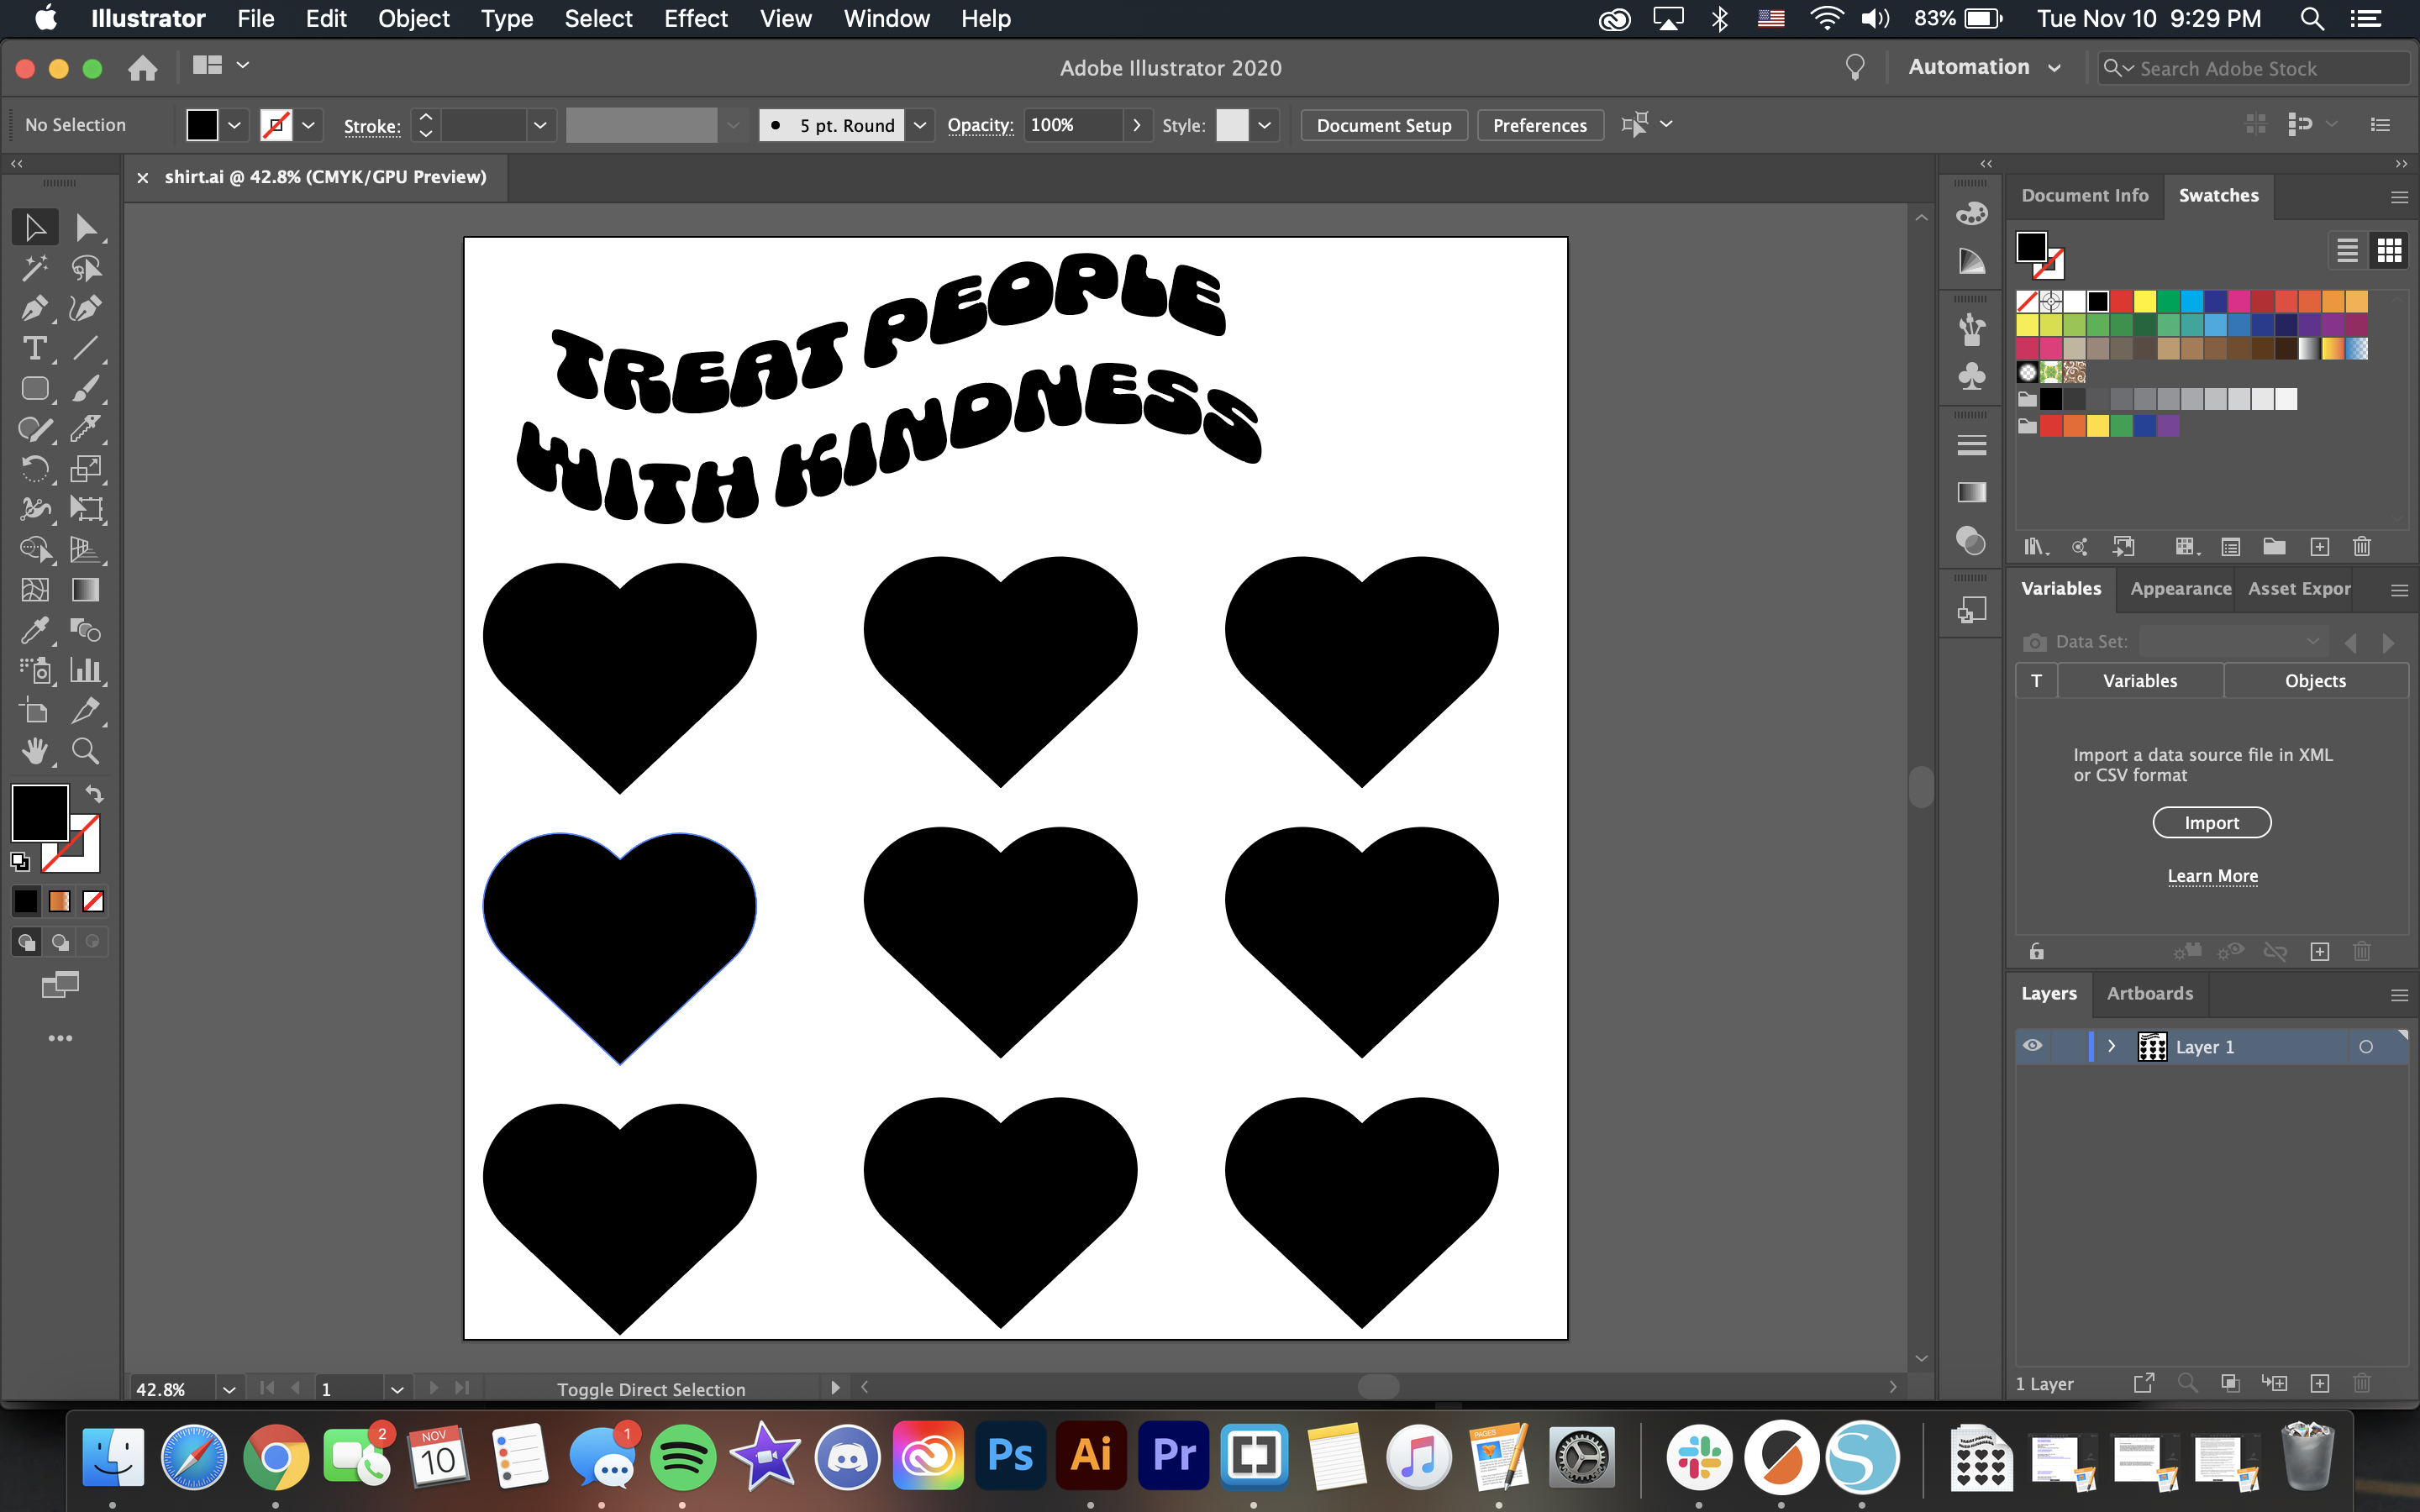 Illustrator File Edit Object Type Select Effect View Window Help 83% Tue Nov 10 9:29 PM
Adobe Illustrator 2020 Automation Search Adobe Stock
No Selection Stroke: 5 pt. Round Opacity: 100% Style: Document Setup Preferences
shirt.ai @ 42.8% (CMYK/GPU Preview)
Document Info Swatches
TREAT PEOPLE
WITH KINDNESS
Variables Appearance Asset Expor
Data Set:
T Variables Objects
Import a data source file in XML
or CSV format
Import
Learn More
Layers Artboards
Layer 1
42.8% 1 Toggle Direct Selection
1 Layer
2
NOV
10
1
Ps
Ai
Pr
PAGES
S